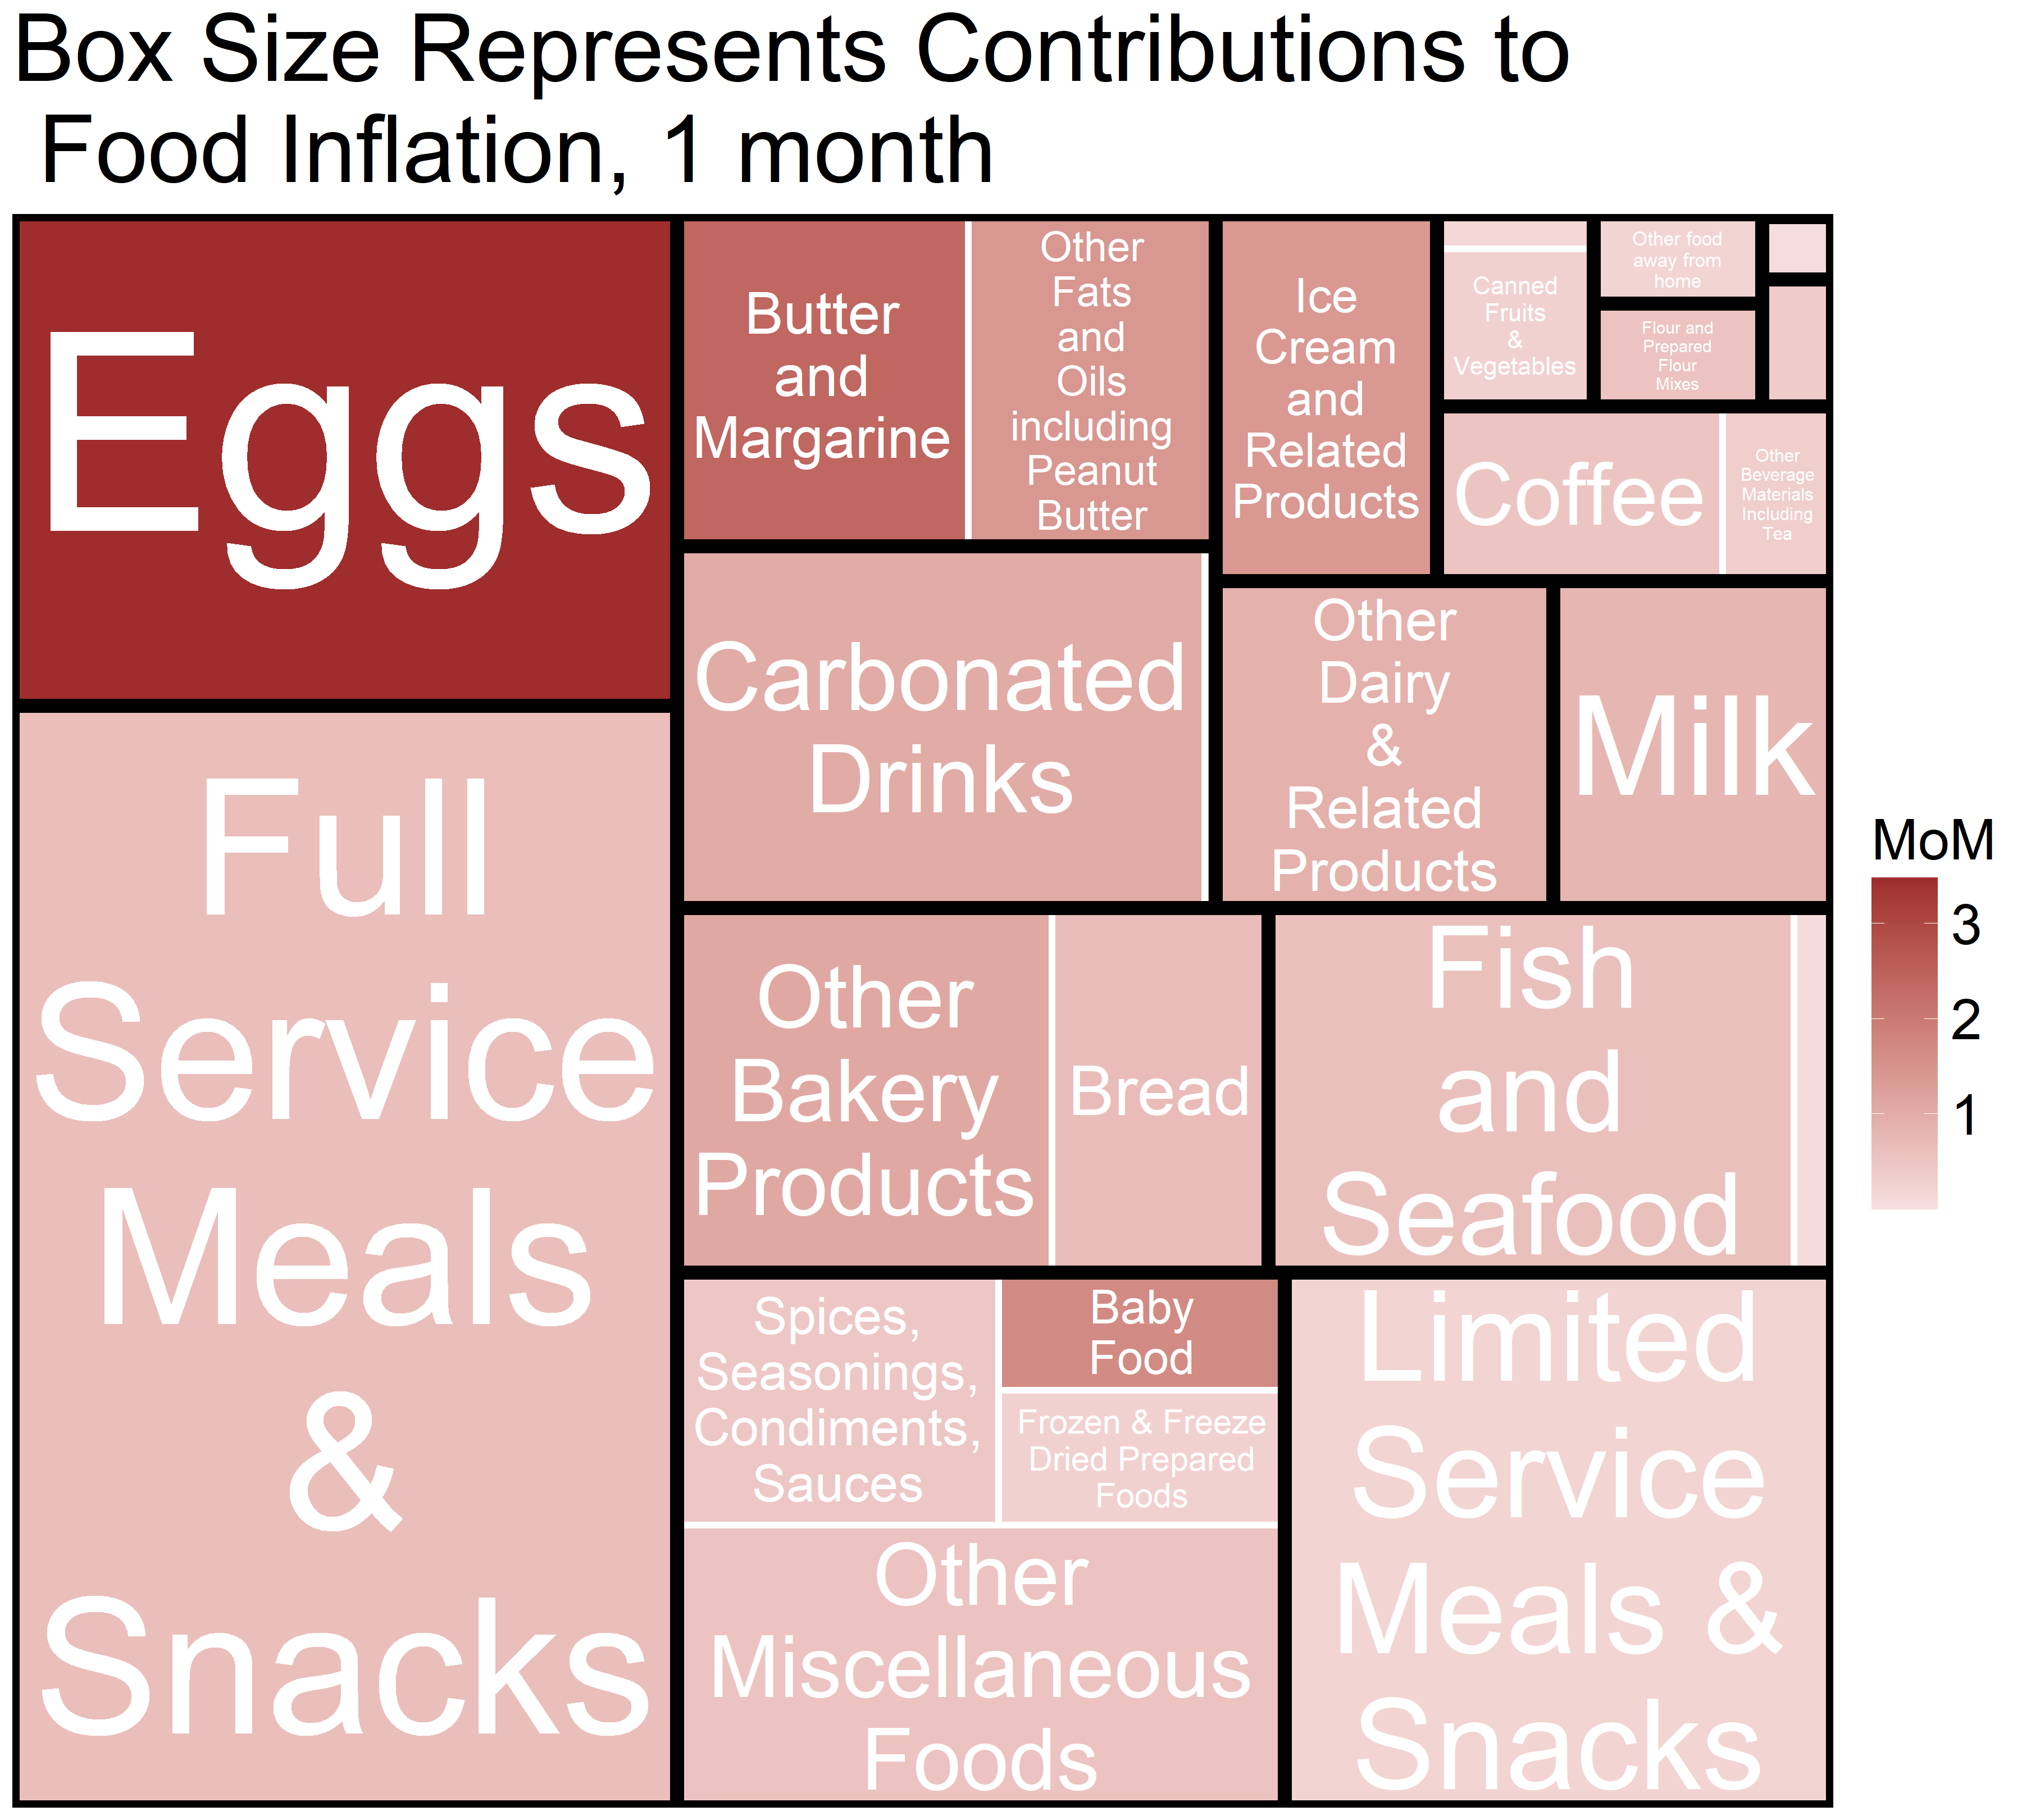 Box Size Represents Contributions to
Food Inflation, 1 month
Eggs
Full
Service
Meals
&
Snacks
Butter
and
Margarine
Other
Fats
and
Oils
including
Peanut
Butter
Carbonated
Drinks
Ice
Cream
and
Related
Products
Canned
Fruits
&
Vegetables
Other food
away from
home
Flour and
Prepared
Flour
Mixes
Coffee
Other
Beverage
Materials
Including
Tea
Other
Dairy
&
Related
Products
Milk
Other
Bakery
Products
Bread
Fish
and
Seafood
Spices,
Seasonings,
Condiments,
Sauces
Baby
Food
Frozen & Freeze
Dried Prepared
Foods
Other
Miscellaneous
Foods
Limited
Service
Meals &
Snacks
MoM
3
2
1